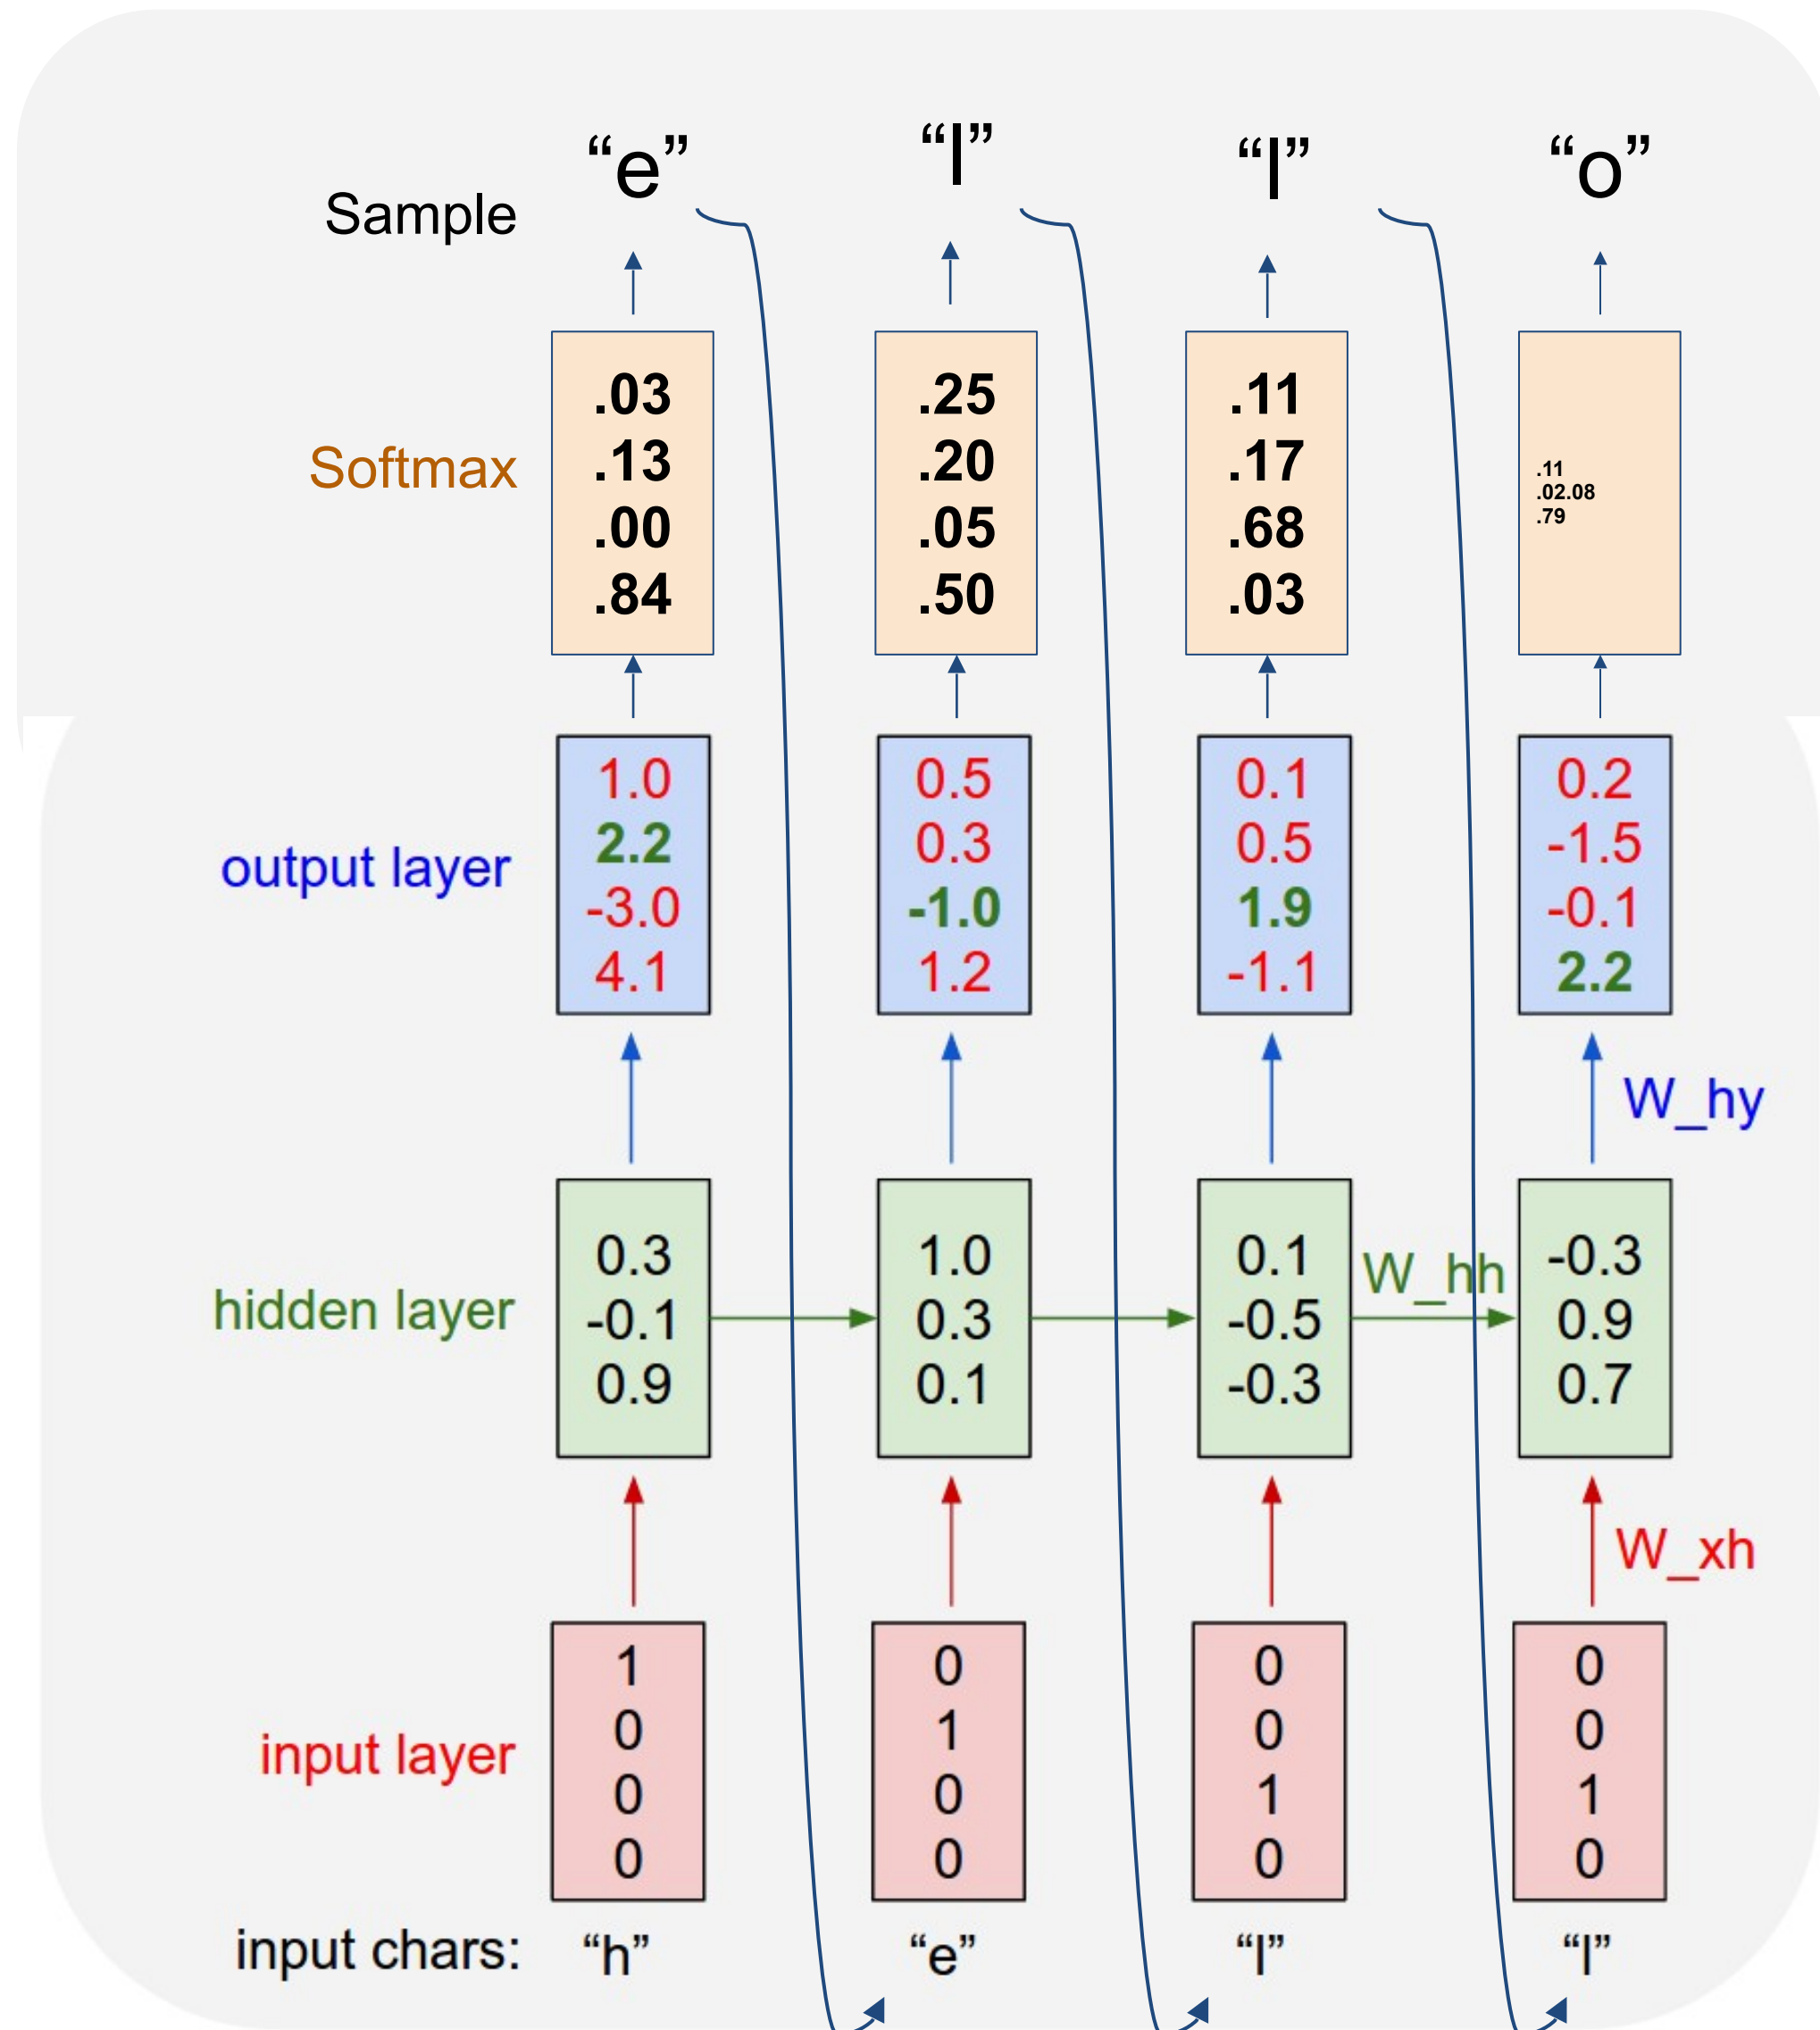 “e” “l” “l” “o”
Sample
Softmax
.03 .25 .11 .11
.13 .20 .17 .02.08
.00 .05 .68 .79
.84 .50 .03
output layer
1.0 0.5 0.1 0.2
2.2 0.3 0.5 -1.5
-3.0 -1.0 1.9 -0.1
4.1 1.2 -1.1 2.2
W_hy
hidden layer
0.3 1.0 0.1 -0.3
-0.1 0.3 -0.5 0.9
0.9 0.1 -0.3 0.7
W_hh
W_xh
input layer
1 0 0 0
0 1 0 0
0 0 1 1
0 0 0 0
input chars: “h” “e” “l” “l”